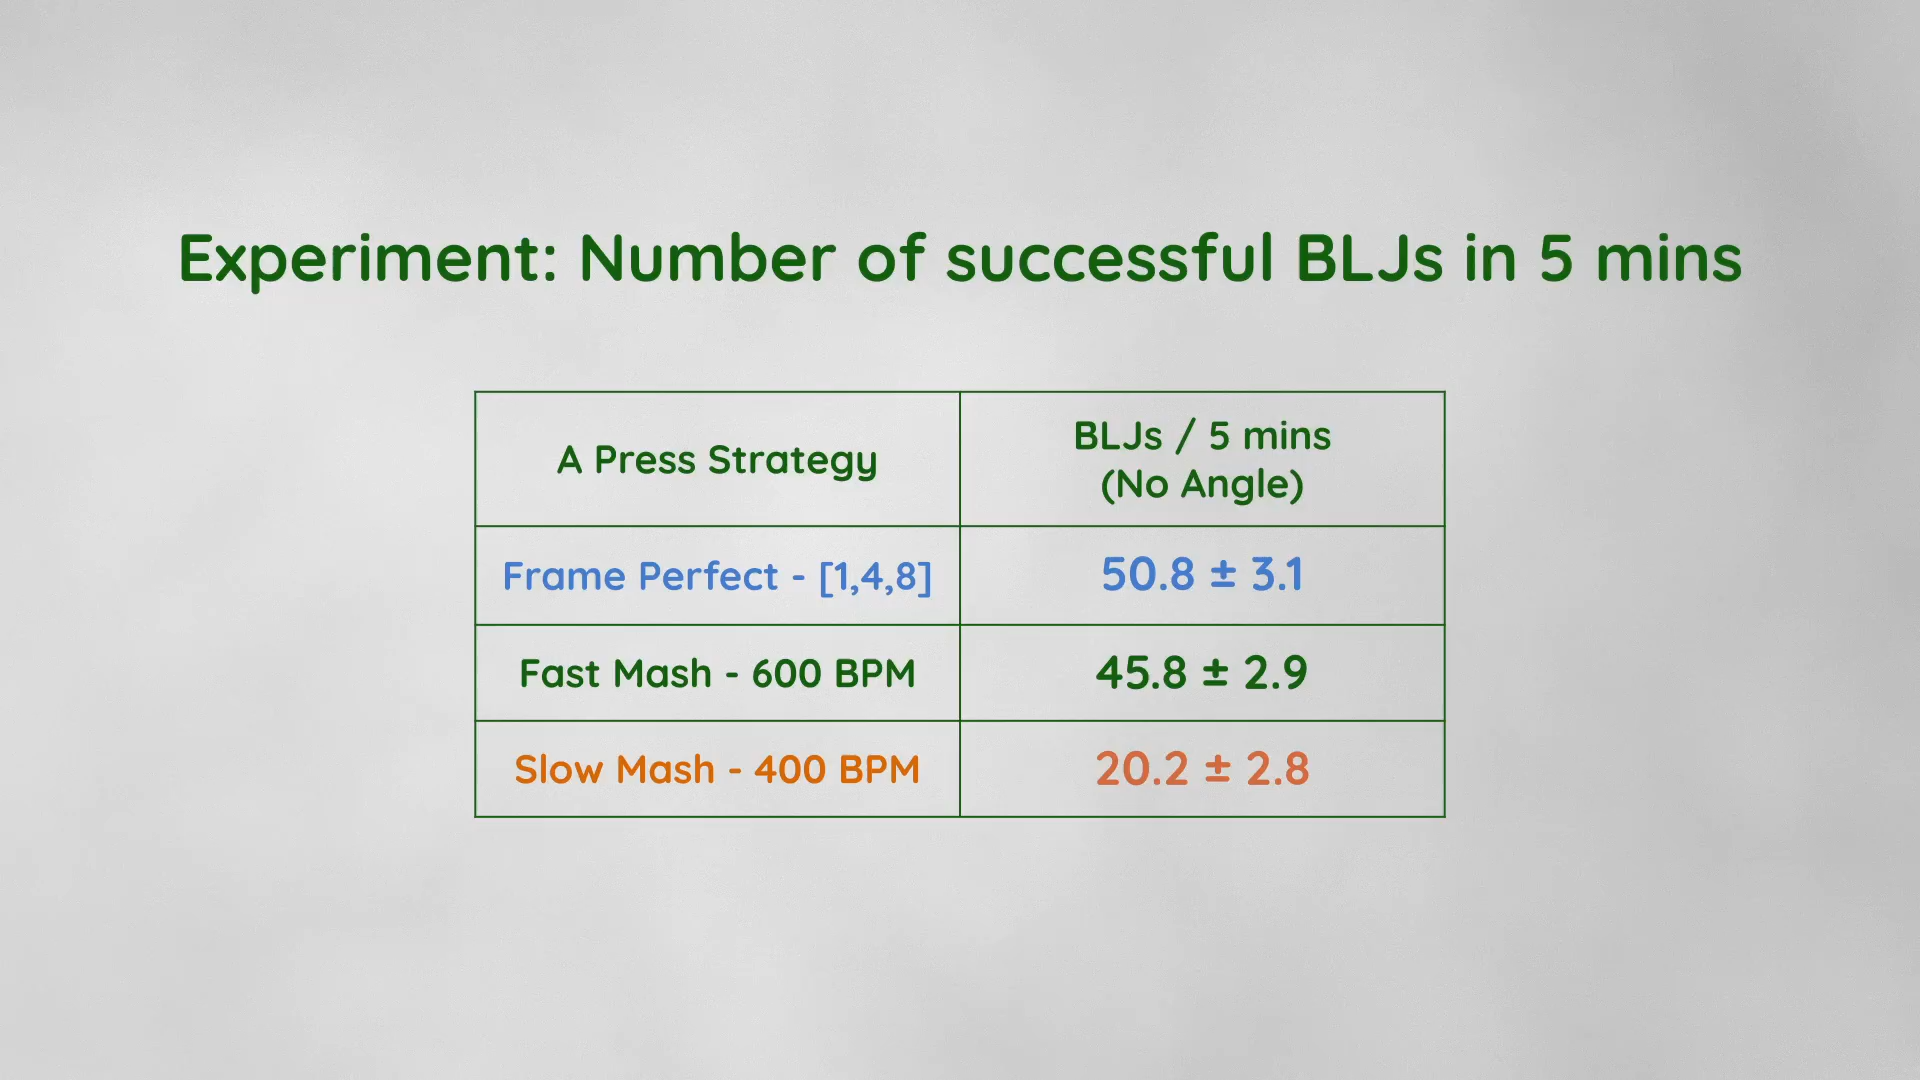 Experiment: Number of successful BLJs in 5 mins
A Press Strategy
BLJs / 5 mins
(No Angle)
Frame Perfect - [1,4,8]
50.8 ± 3.1
Fast Mash - 600 BPM
45.8 ± 2.9
Slow Mash - 400 BPM
20.2 ± 2.8